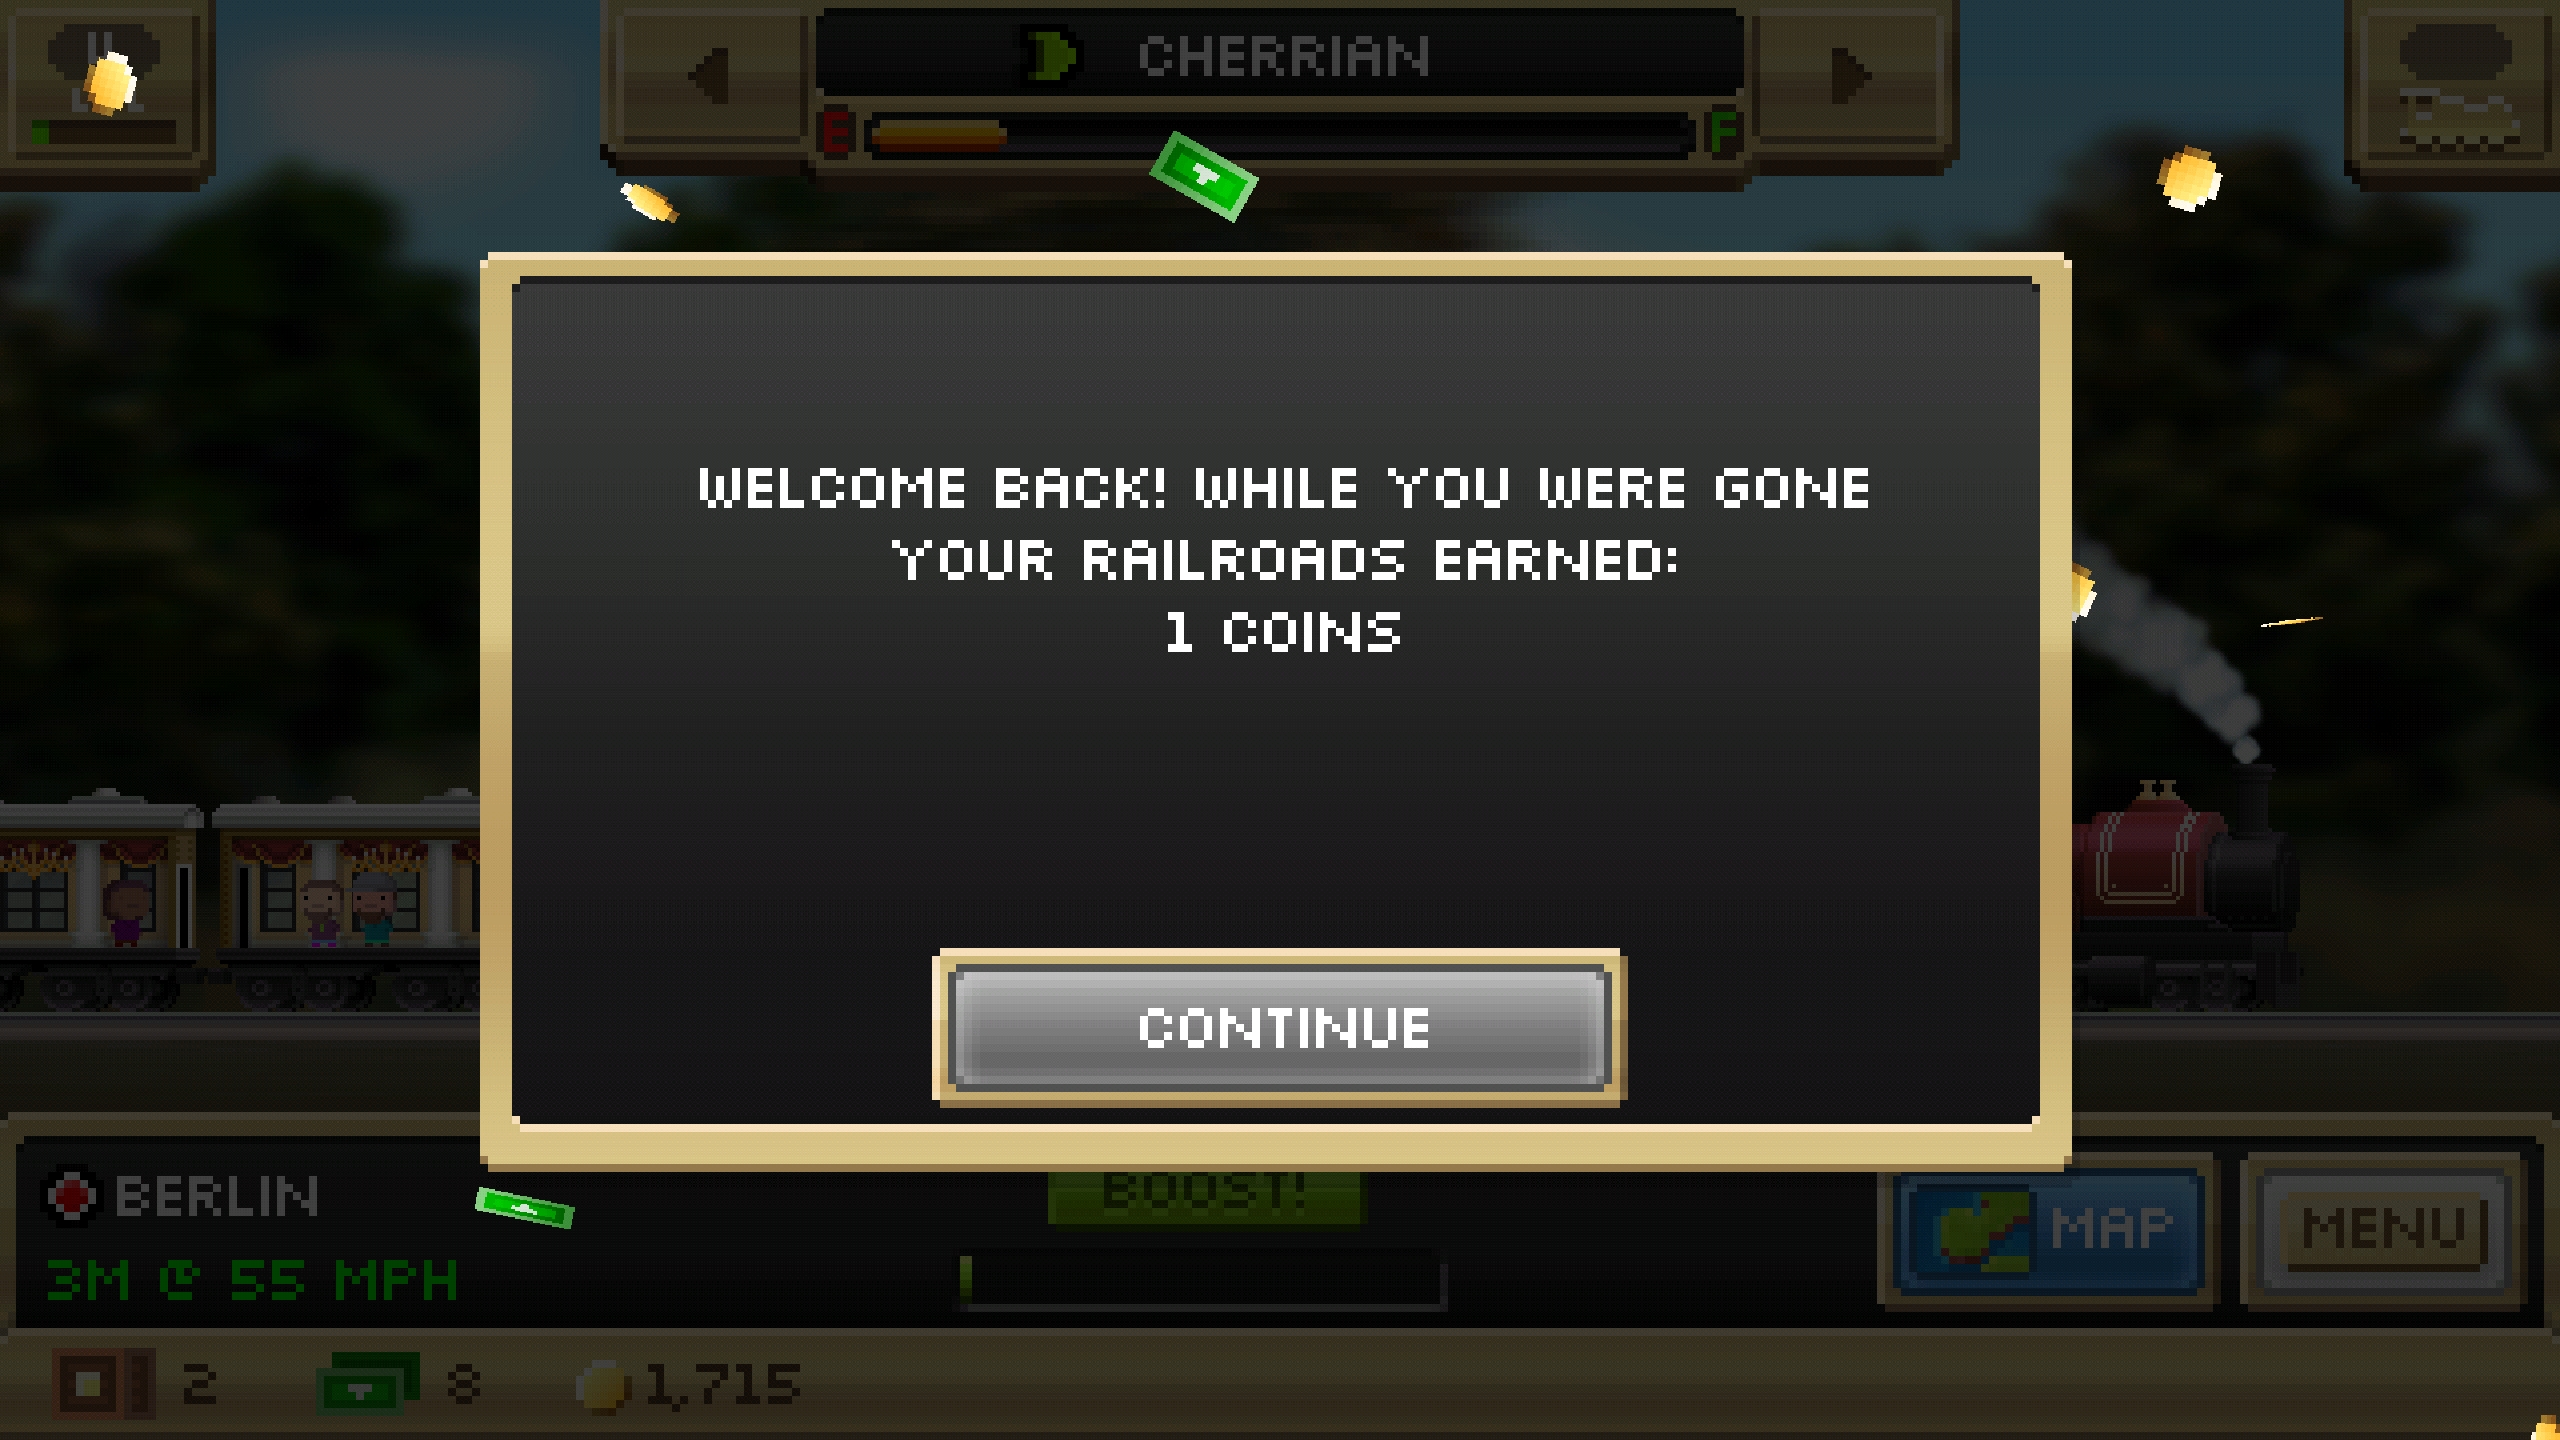 CHERRIAN
E F
WELCOME BACK! WHILE YOU WERE GONE
YOUR RAILROADS EARNED:
1 COINS
CONTINUE
BERLIN
3M @ 55 MPH
BOOST!
MAP
MENU
2 8 1,715